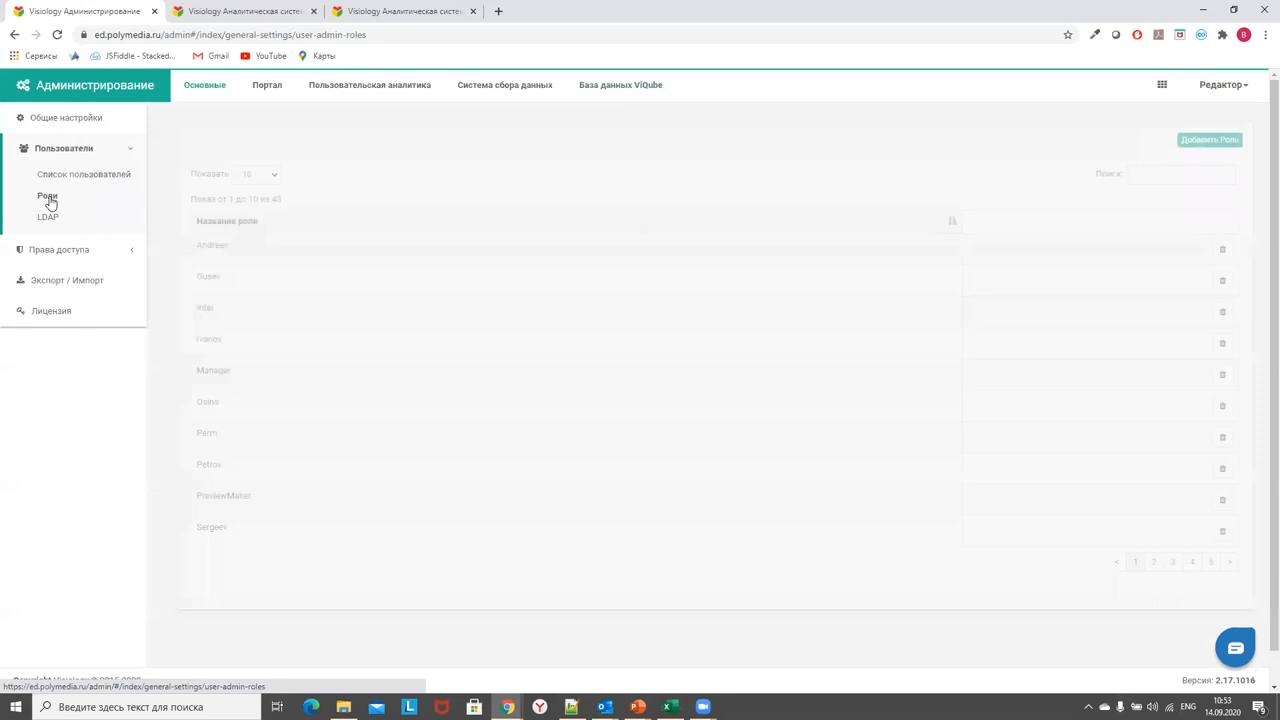 Visiology Администрирование
Visiology Аналитическая систем
Visiology Аналитическая систем
ed.polymedia.ru/admin#/index/general-settings/user-admin-roles
Сервисы
JSFiddle - Stacked...
Gmail
YouTube
Карты
Администрирование
Основные
Портал
Пользовательская аналитика
Система сбора данных
База данных ViQube
Редактор
Общие настройки
Пользователи
Список пользователей
Роли
LDAP
Права доступа
Экспорт / Импорт
Лицензия
Добавить Роль
Показать 10
Поиск:
Показ от 1 до 10 из 43
Название роли
Andreev
Gusev
Inter
Ivanov
Manager
Osina
Perm
Petrov
PreviewMaker
Sergeev
< 1 2 3 4 5 >
https://ed.polymedia.ru/admin/#/index/general-settings/user-admin-roles
Версия: 2.17.1016
Введите здесь текст для поиска
10:53
14.09.2020